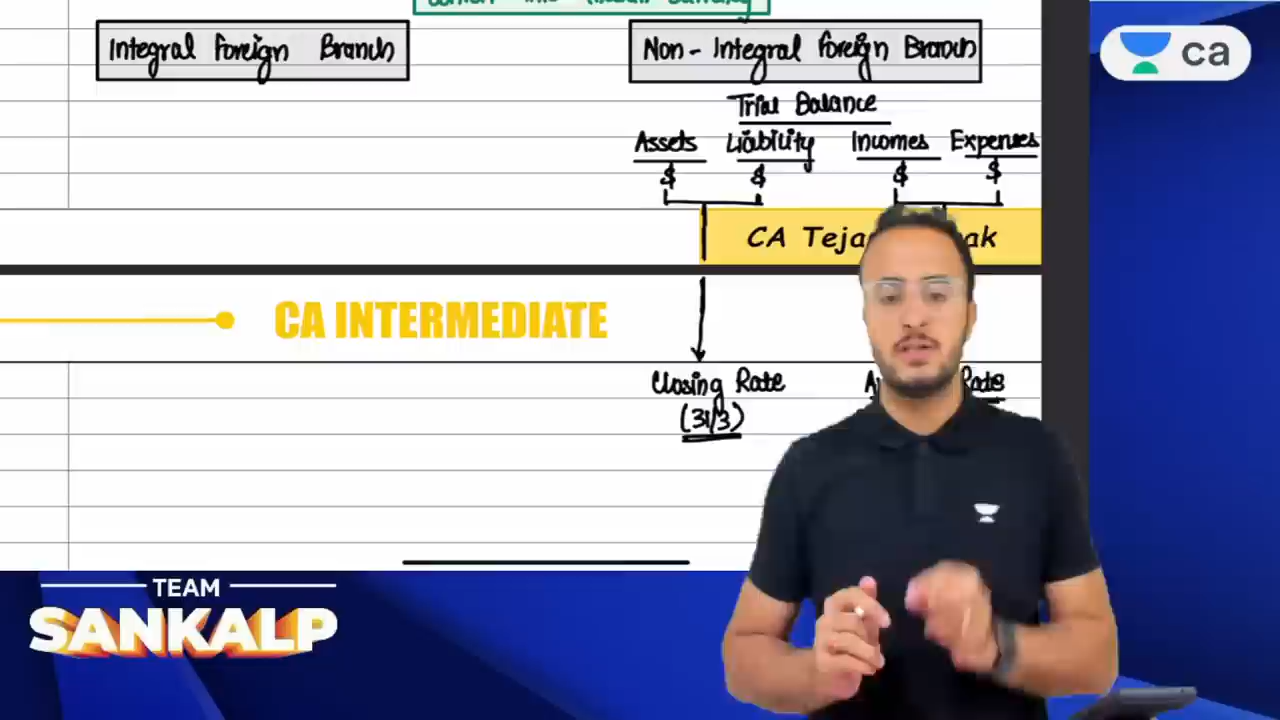 Integral Foreign Branch
Non-Integral Foreign Branch
ca
Trial Balance
Assets Liability Incomes Expenses
$ $ $ $
CA
CA INTERMEDIATE
Closing Rate
(31/3)
Rate
TEAM
SANKALP